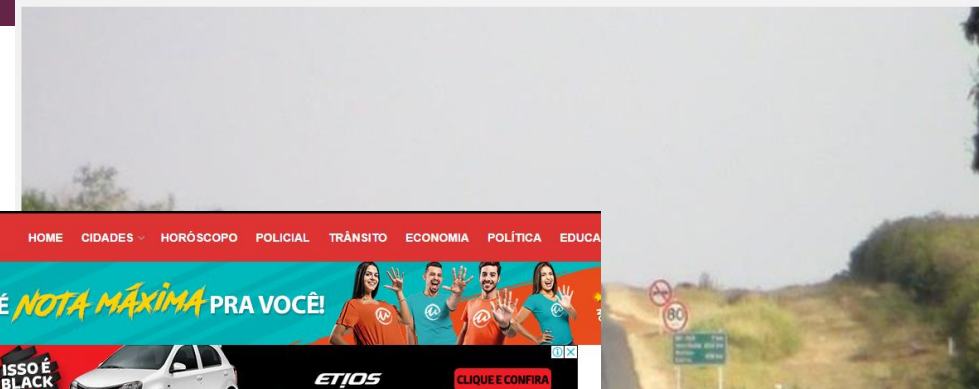 HOME CIDADES HORÓSCOPO POLICIAL TRÂNSITO ECONOMIA POLÍTICA EDUCA
É NOTA MÁXIMA PRA VOCÊ!
80
ISSO É
BLACK
ETIOS
CLIQUE E CONFIRA